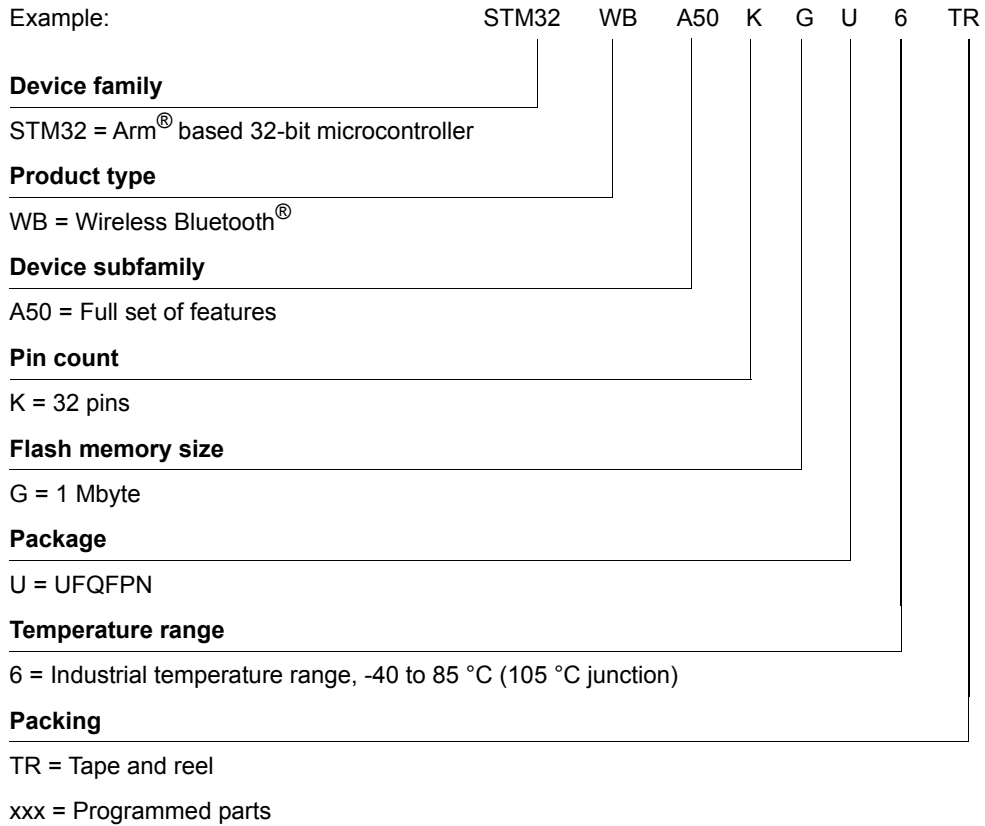 Example: STM32 WB A50 K G U 6 TR
Device family
STM32 = Arm® based 32-bit microcontroller
Product type
WB = Wireless Bluetooth®
Device subfamily
A50 = Full set of features
Pin count
K = 32 pins
Flash memory size
G = 1 Mbyte
Package
U = UFQFPN
Temperature range
6 = Industrial temperature range, -40 to 85 °C (105 °C junction)
Packing
TR = Tape and reel
xxx = Programmed parts